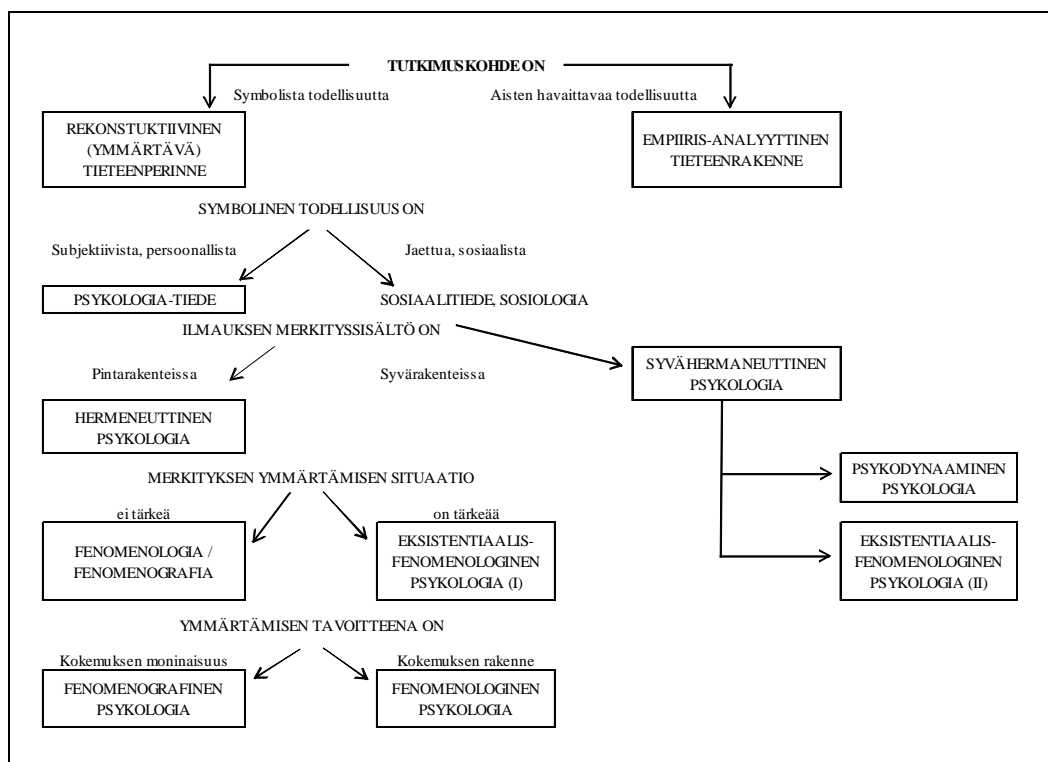 TUTKIMUSKOHDE ON
Symbolista todellisuutta
Aisten havaittavaa todellisuutta
REKONSTUKTIIVINEN
(YMMÄRTÄVÄ)
TIETEENPERINNE
EMPIIRIS-ANALYYTTINEN
TIETEENRAKENNE
SYMBOLINEN TODELLISUUS ON
Subjektiivista, persoonallista
Jaettua, sosiaalista
PSYKOLOGIA-TIEDE
SOSIAALITIEDE, SOSIOLOGIA
ILMAUKSEN MERKITYSSISÄLTÖ ON
Pintarakenteissa
Syvärakenteissa
SYVÄHERMANEUTTINEN
PSYKOLOGIA
HERMENEUTTINEN
PSYKOLOGIA
PSYKODYNAAMINEN
PSYKOLOGIA
MERKITYKSEN YMMÄRTÄMISEN SITUAATIO
ei tärkeä
on tärkeää
FENOMENOLOGIA /
FENOMENOGRAFIA
EKSISTENTIAALIS-
FENOMENOLOGINEN
PSYKOLOGIA (I)
EKSISTENTIAALIS-
FENOMENOLOGINEN
PSYKOLOGIA (II)
YMMÄRTÄMISEN TAVOITTEENA ON
Kokemuksen moninaisuus
Kokemuksen rakenne
FENOMENOGRAFINEN
PSYKOLOGIA
FENOMENOLOGINEN
PSYKOLOGIA